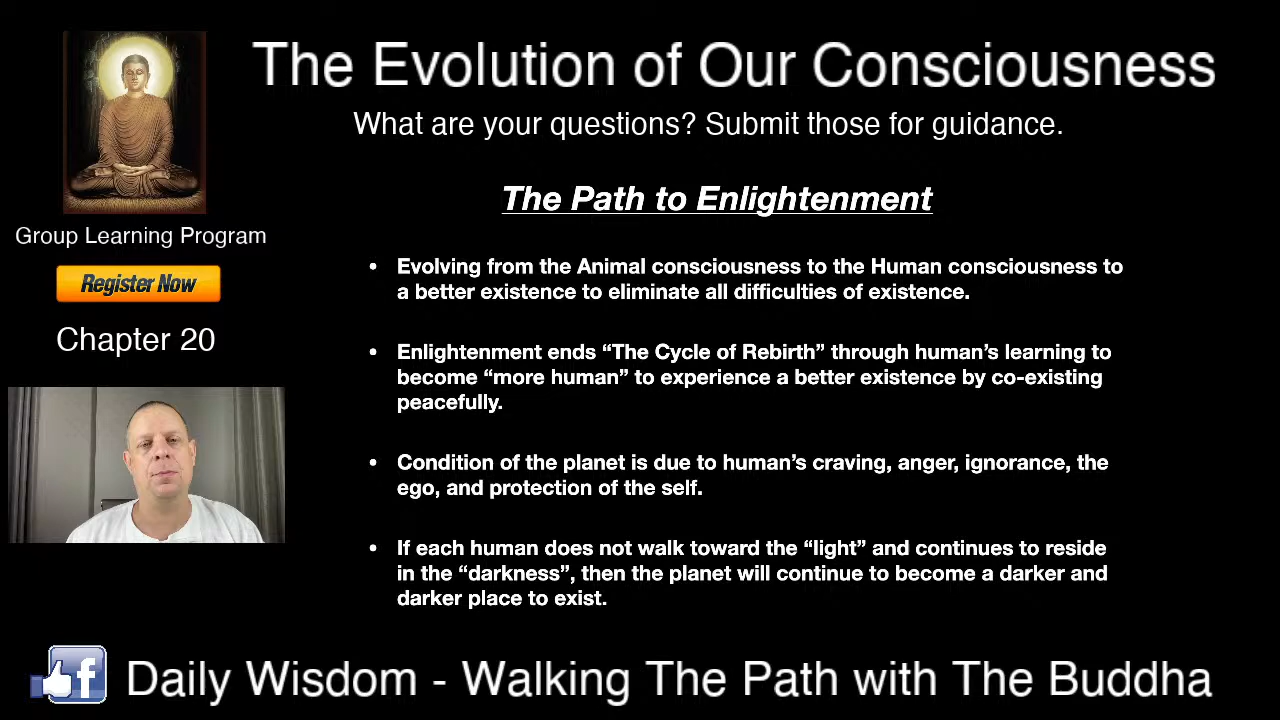 The Evolution of Our Consciousness
What are your questions? Submit those for guidance.
The Path to Enlightenment
Group Learning Program
Register Now
Chapter 20
• Evolving from the Animal consciousness to the Human consciousness to
a better existence to eliminate all difficulties of existence.
• Enlightenment ends “The Cycle of Rebirth” through human’s learning to
become “more human” to experience a better existence by co-existing
peacefully.
• Condition of the planet is due to human’s craving, anger, ignorance, the
ego, and protection of the self.
• If each human does not walk toward the “light” and continues to reside
in the “darkness”, then the planet will continue to become a darker and
darker place to exist.
f
Daily Wisdom - Walking The Path with The Buddha